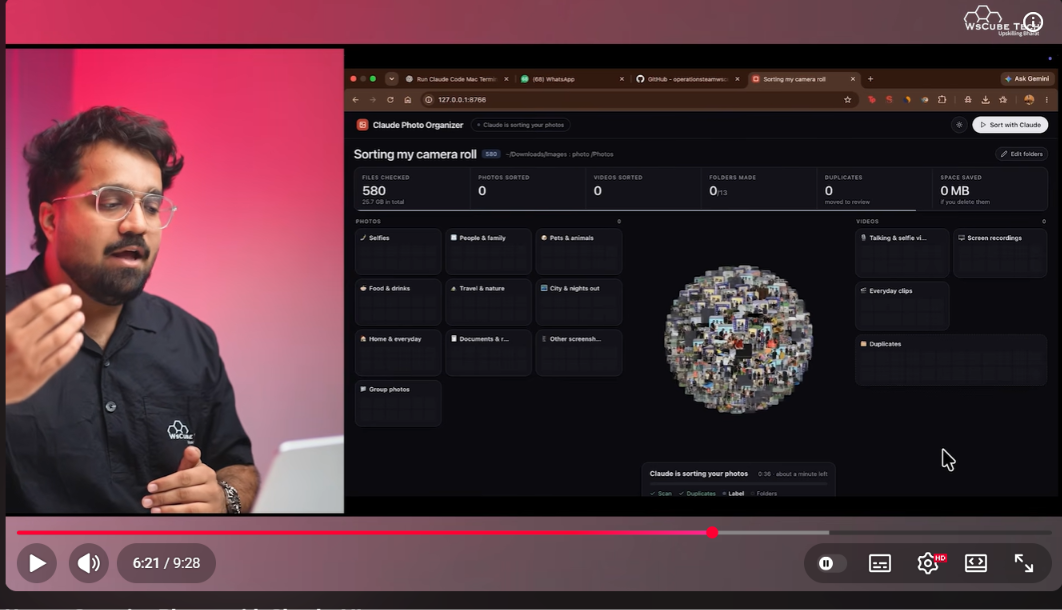 WsCube Tech
Upskilling Bharat
Run Claude Code Mac Termin
(68) WhatsApp
GitHub - operationsteamwsc
Sorting my camera roll
Ask Gemini
127.0.0.1:8766
Claude Photo Organizer
Claude is sorting your photos
Sort with Claude
Sorting my camera roll 580 ~/Downloads/Images : photo /Photos
Edit folders
FILES CHECKED
580
25.7 GB in total
PHOTOS SORTED
0
VIDEOS SORTED
0
FOLDERS MADE
0/13
DUPLICATES
0
moved to review
SPACE SAVED
0 MB
if you delete them
PHOTOS 0
VIDEOS 0
Selfies
People & family
Pets & animals
Talking & selfie vi...
Screen recordings
Food & drinks
Travel & nature
City & nights out
Everyday clips
Home & everyday
Documents & r...
Other screensh...
Duplicates
Group photos
WsCube
Tech
Claude is sorting your photos 0:36 · about a minute left
Scan Duplicates Label Folders
6:21 / 9:28
HD